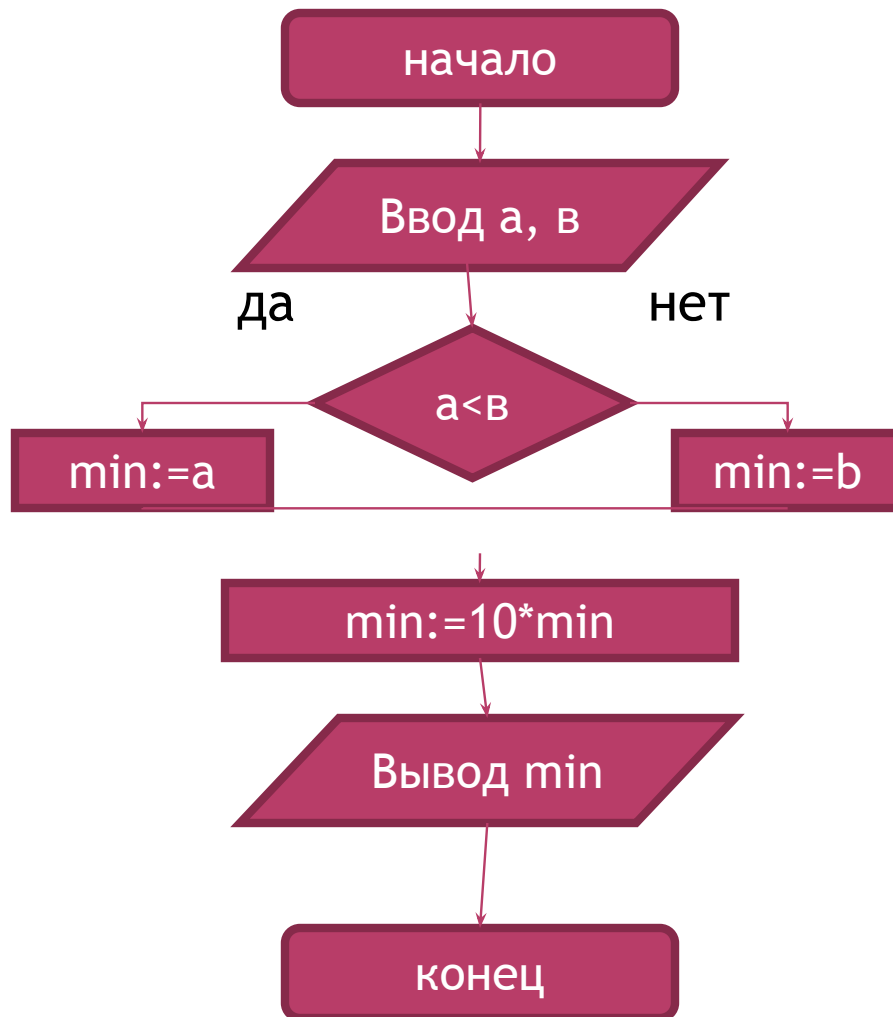 начало
Ввод а, в
да
нет
а<в
min:=a
min:=b
min:=10*min
Вывод min
конец